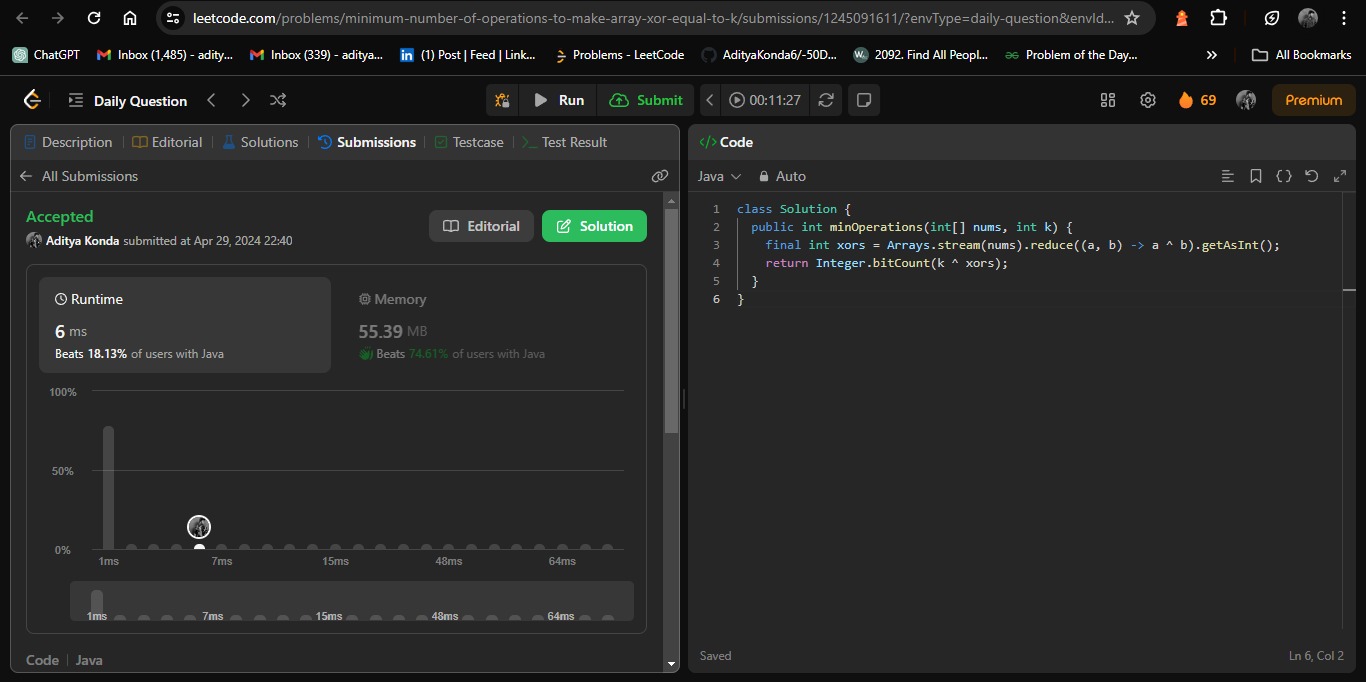 leetcode.com/problems/minimum-number-of-operations-to-make-array-xor-equal-to-k/submissions/1245091611/?envType=daily-question&envId...
ChatGPT Inbox (1,485) - adity... Inbox (339) - aditya... (1) Post | Feed | Link... Problems - LeetCode AdityaKonda6/-50D... 2092. Find All Peopl... Problem of the Day... » All Bookmarks
Daily Question Run Submit 00:11:27 69 Premium
Description Editorial Solutions Submissions Testcase Test Result
All Submissions
Accepted
Aditya Konda submitted at Apr 29, 2024 22:40
Editorial Solution
Runtime
6 ms
Beats 18.13% of users with Java
Memory
55.39 MB
Beats 74.61% of users with Java
100%
50%
0%
1ms 7ms 15ms 48ms 64ms
1ms 7ms 15ms 48ms 64ms
Code | Java
</> Code
Java Auto
1 class Solution {
2 public int minOperations(int[] nums, int k) {
3 final int xors = Arrays.stream(nums).reduce((a, b) -> a ^ b).getAsInt();
4 return Integer.bitCount(k ^ xors);
5 }
6 }
Saved Ln 6, Col 2